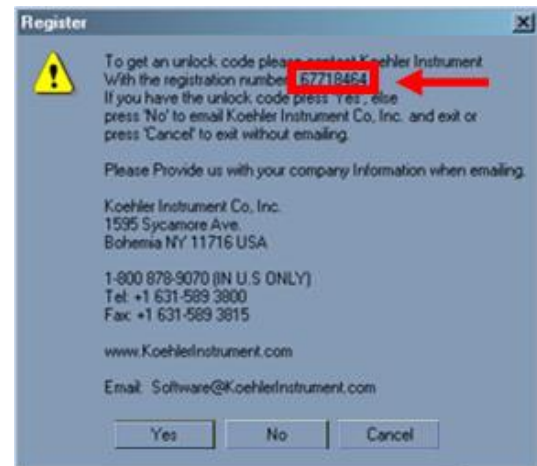 Register
To get an unlock code please contact Koehler Instrument
With the registration number 67718464
If you have the unlock code press 'Yes', else
press 'No' to email Koehler Instrument Co, Inc. and exit or
press 'Cancel' to exit without emailing.
Please Provide us with your company Information when emailing.
Koehler Instrument Co, Inc.
1595 Sycamore Ave.
Bohemia NY 11716 USA
1-800 878-9070 (IN U.S ONLY)
Tel: +1 631-589 3800
Fax: +1 631-589 3815
www.KoehlerInstrument.com
Email: Software@KoehlerInstrument.com
Yes No Cancel